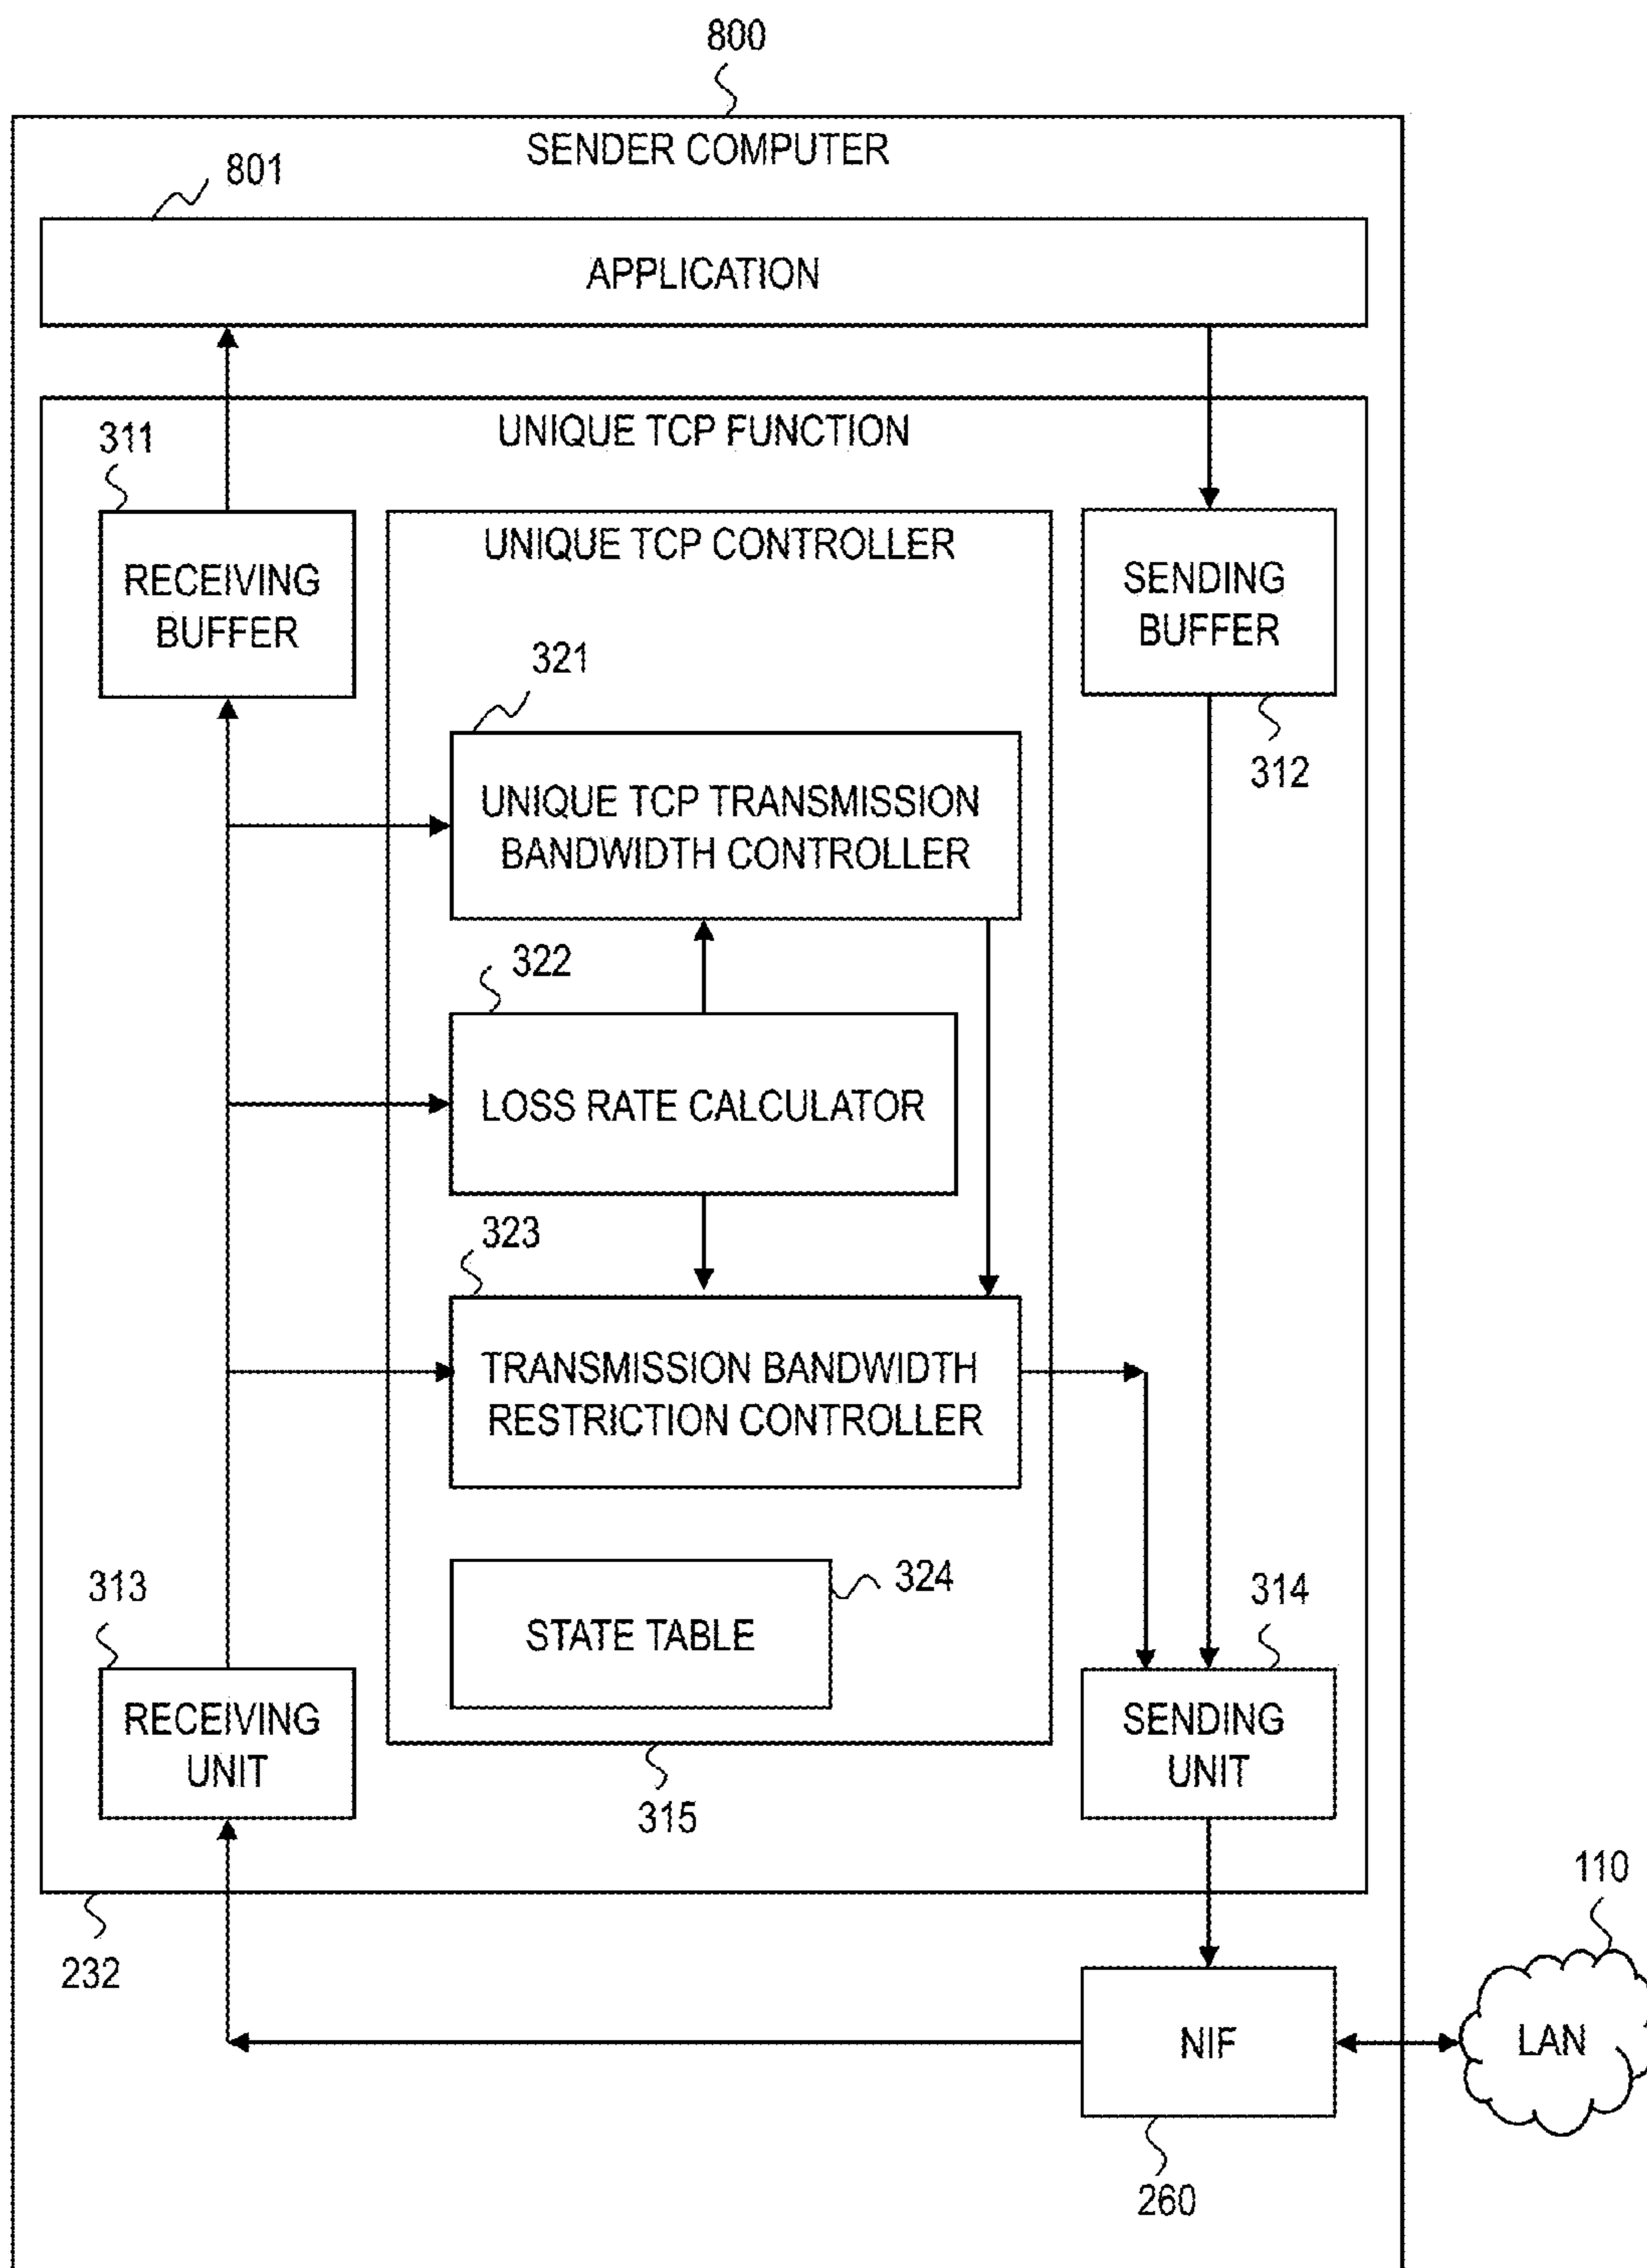 800
SENDER COMPUTER
801
APPLICATION
UNIQUE TCP FUNCTION
311
RECEIVING
BUFFER
UNIQUE TCP CONTROLLER
SENDING
BUFFER
312
321
UNIQUE TCP TRANSMISSION
BANDWIDTH CONTROLLER
322
LOSS RATE CALCULATOR
323
TRANSMISSION BANDWIDTH
RESTRICTION CONTROLLER
324
STATE TABLE
313
RECEIVING
UNIT
314
SENDING
UNIT
315
232
NIF
260
110
LAN